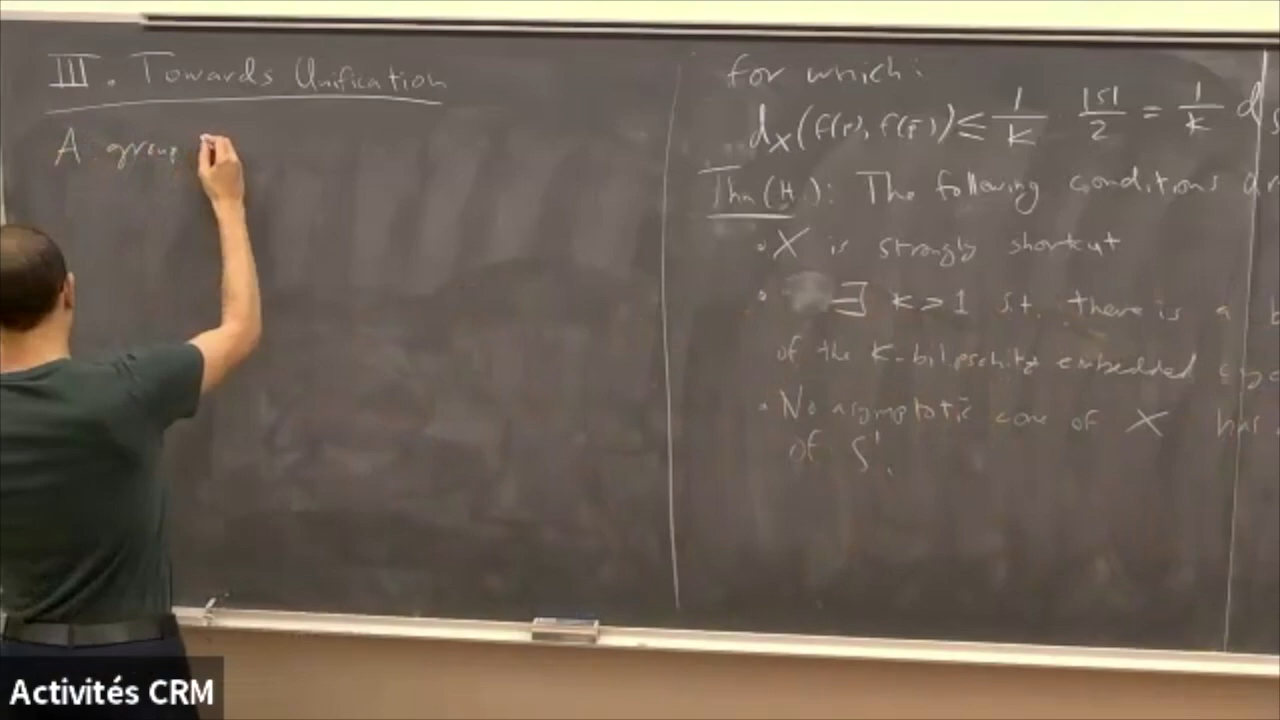 III. Towards Unification
A group
for which:
d_X(f(p), f(p̄)) ≤ 1/K |S|/2 = 1/K d
Thm (H.): The following conditions
• X is strongly shortcut
• ∃ K > 1 s.t. there is a
of the K-bilipschitz embedded
• No asymptotic cone of X has
of S¹.
Activités CRM